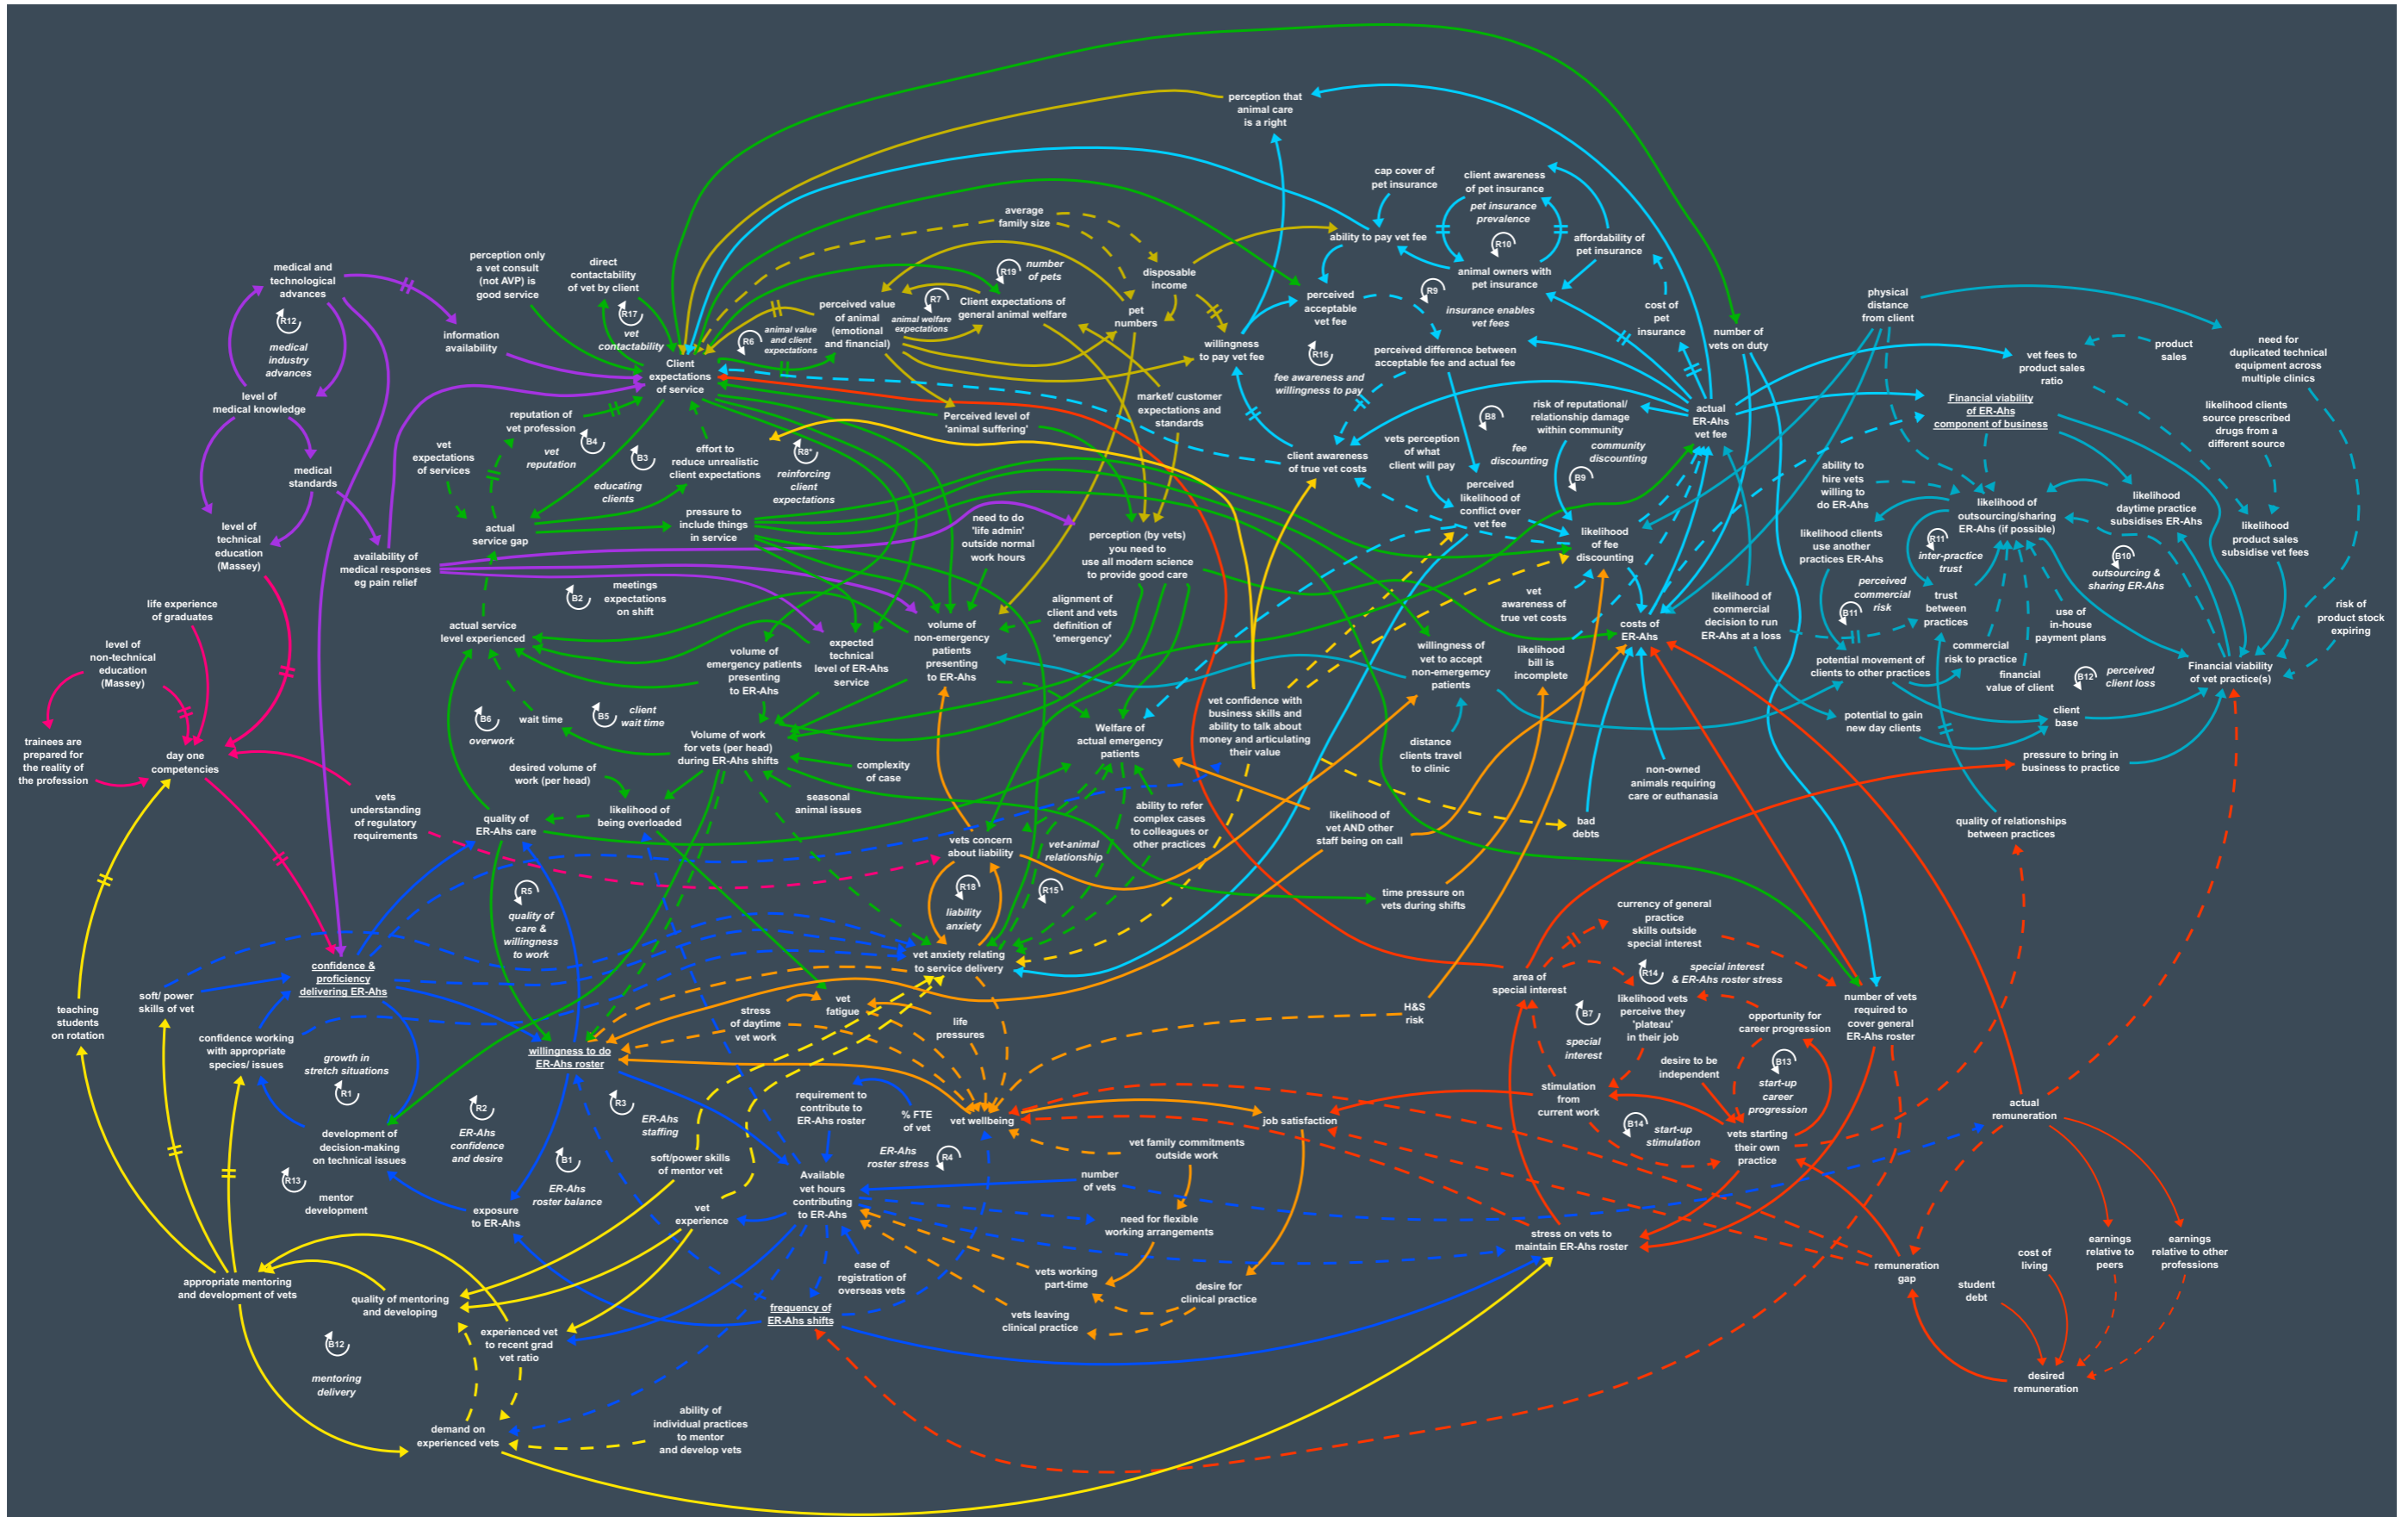 perception that
animal care
is a right
cap cover of
pet insurance
client awareness
of pet insurance
pet insurance
prevalence
R10
average
family size
ability to pay vet fee
affordability of
pet insurance
animal owners with
pet insurance
R9
insurance enables
vet fees
cost of
pet
insurance
number of
vets on duty
physical
distance
from client
perception only
a vet consult
(not AVP) is
good service
direct
contactability
of vet by client
R17
vet
contactability
medical and
technological
advances
R12
medical
industry
advances
information
availability
level of
medical knowledge
medical
standards
level of
technical
education
(Massey)
availability of
medical responses
eg pain relief
R19
number
of pets
disposable
income
R7
animal welfare
expectations
Client expectations of
general animal welfare
perceived value
of animal
(emotional
and financial)
R6
animal value
and client
expectations
pet
numbers
willingness
to pay vet fee
perceived
acceptable
vet fee
R16
fee awareness and
willingness to pay
perceived difference between
acceptable fee and actual fee
Client
expectations
of service
Perceived level of
'animal suffering'
market/ customer
expectations and
standards
reputation of
vet profession
B4
vet
reputation
vet
expectations
of services
B3
educating
clients
effort to
reduce unrealistic
client expectations
R8*
reinforcing
client
expectations
actual
service gap
pressure to
include things
in service
need to do
'life admin'
outside normal
work hours
perception (by vets)
you need to
use all modern science
to provide good care
client awareness
of true vet costs
vets perception
of what
client will pay
B8
fee
discounting
risk of reputational/
relationship damage
within community
B9
community
discounting
actual
ER-Ahs
vet fee
perceived
likelihood of
conflict over
vet fee
likelihood
of fee
discounting
vet
awareness of
true vet costs
costs of
ER-Ahs
likelihood
bill is
incomplete
vet fees to
product sales
ratio
product
sales
need for
duplicated technical
equipment across
multiple clinics
Financial viability
of ER-Ahs
component of business
likelihood clients
source prescribed
drugs from a
different source
ability to
hire vets
willing to
do ER-Ahs
likelihood of
outsourcing/sharing
ER-Ahs (if possible)
likelihood
daytime practice
subsidises ER-Ahs
likelihood
product sales
subsidise vet fees
likelihood clients
use another
practices ER-Ahs
R11
inter-practice
trust
B10
outsourcing &
sharing ER-Ahs
perceived
commercial
risk
B11
trust
between
practices
use of
in-house
payment plans
risk of
product stock
expiring
likelihood of
commercial
decision to run
ER-Ahs at a loss
potential movement of
clients to other practices
commercial
risk to practice
financial
value of client
B12
perceived
client loss
Financial viability
of vet practice(s)
potential to gain
new day clients
client
base
pressure to bring in
business to practice
quality of relationships
between practices
life experience
of graduates
level of
non-technical
education
(Massey)
trainees are
prepared for
the reality of
the profession
day one
competencies
vets
understanding
of regulatory
requirements
B2
meetings
expectations
on shift
actual service
level experienced
B6
overwork
wait time
B5
client
wait time
volume of
emergency patients
presenting
to ER-Ahs
expected
technical
level of ER-Ahs
service
volume of
non-emergency
patients
presenting
to ER-Ahs
alignment of
client and vets
definition of
'emergency'
Volume of work
for vets (per head)
during ER-Ahs shifts
desired volume of
work (per head)
complexity
of case
seasonal
animal issues
likelihood of
being overloaded
quality of
ER-Ahs care
Welfare of
actual emergency
patients
ability to refer
complex cases
to colleagues or
other practices
willingness of
vet to accept
non-emergency
patients
distance
clients travel
to clinic
vet confidence with
business skills and
ability to talk about
money and articulating
their value
likelihood of
vet AND other
staff being on call
time pressure on
vets during shifts
bad
debts
non-owned
animals requiring
care or euthanasia
vets concern
about liability
R18
liability
anxiety
vet-animal
relationship
R15
vet anxiety relating
to service delivery
R5
quality of
care &
willingness
to work
confidence &
proficiency
delivering ER-Ahs
soft/ power
skills of vet
confidence working
with appropriate
species/ issues
teaching
students
on rotation
growth in
stretch situations
R1
R2
ER-Ahs
confidence
and desire
development of
decision-making
on technical issues
R13
mentor
development
willingness to do
ER-Ahs roster
R3
ER-Ahs
staffing
B1
ER-Ahs
roster balance
exposure
to ER-Ahs
stress
of daytime
vet work
vet
fatigue
life
pressures
vet wellbeing
requirement to
contribute to
ER-Ahs roster
% FTE
of vet
ER-Ahs
roster stress
R4
soft/power skills
of mentor vet
vet
experience
Available
vet hours
contributing
to ER-Ahs
number
of vets
vet family commitments
outside work
need for flexible
working arrangements
job satisfaction
vets working
part-time
desire for
clinical practice
vets leaving
clinical practice
ease of
registration of
overseas vets
frequency of
ER-Ahs shifts
appropriate mentoring
and development of vets
quality of mentoring
and developing
experienced vet
to recent grad
vet ratio
B12
mentoring
delivery
demand on
experienced vets
ability of
individual practices
to mentor
and develop vets
H&S
risk
area of
special interest
currency of general
practice
skills outside
special interest
R14
special interest
& ER-Ahs roster stress
B7
special
interest
likelihood vets
perceive they
'plateau'
in their job
opportunity for
career progression
desire to be
independent
B13
start-up
career
progression
stimulation
from
current work
B14
start-up
stimulation
vets starting
their own
practice
number of vets
required to
cover general
ER-Ahs roster
stress on vets to
maintain ER-Ahs roster
actual
remuneration
remuneration
gap
student
debt
cost of
living
earnings
relative to
peers
earnings
relative to other
professions
desired
remuneration